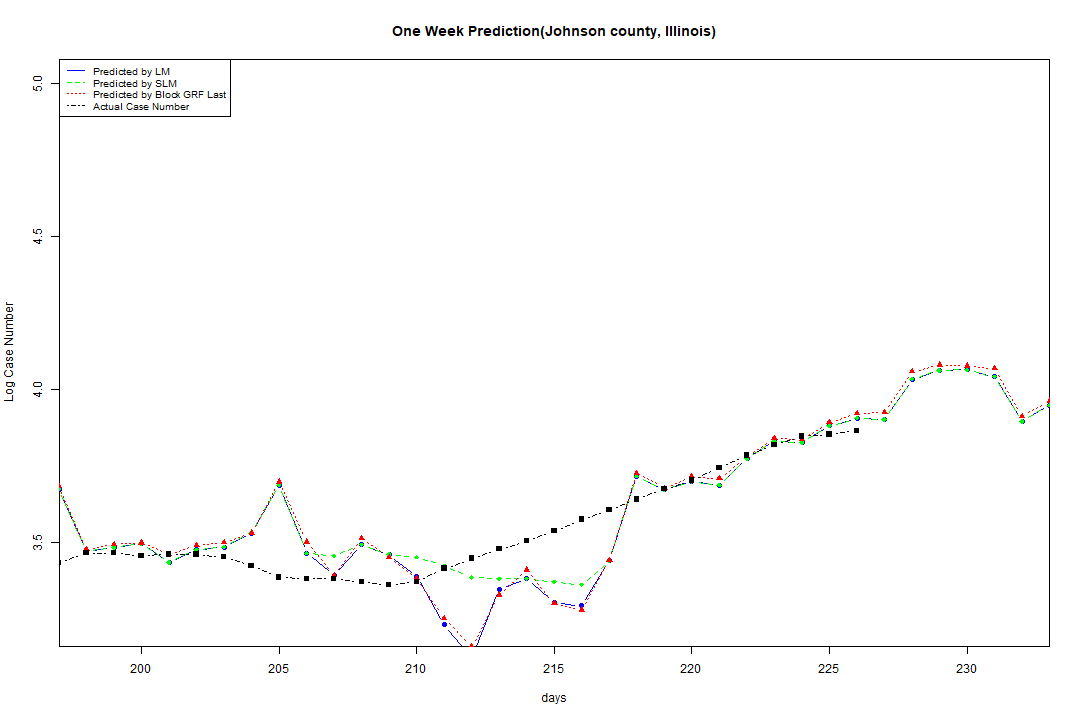 One Week Prediction(Johnson county, Illinois)
Predicted by LM
Predicted by SLM
Predicted by Block GRF Last
Actual Case Number
5.0
4.5
4.0
3.5
Log Case Number
200 205 210 215 220 225 230
days